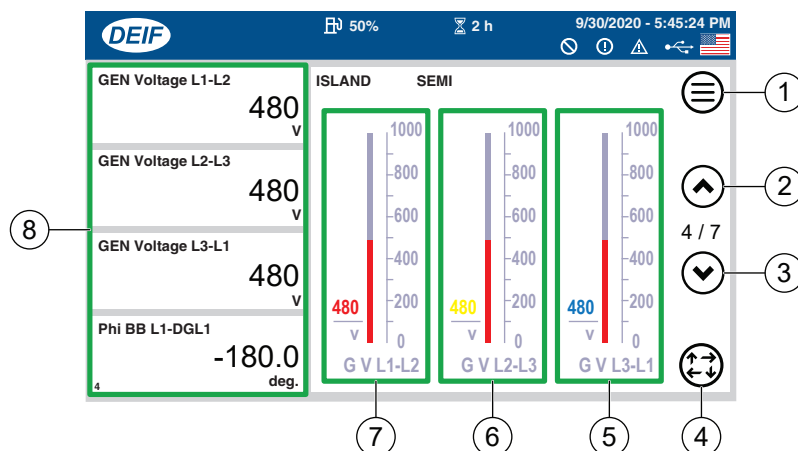 DEIF
50%
2 h
9/30/2020 - 5:45:24 PM
GEN Voltage L1-L2
480
V
GEN Voltage L2-L3
480
V
GEN Voltage L3-L1
480
V
Phi BB L1-DGL1
-180.0
deg.
4
ISLAND SEMI
1000
800
600
400
200
0
480
V
G V L1-L2
1000
800
600
400
200
0
480
V
G V L2-L3
1000
800
600
400
200
0
480
V
G V L3-L1
4 / 7
1
2
3
4
5
6
7
8